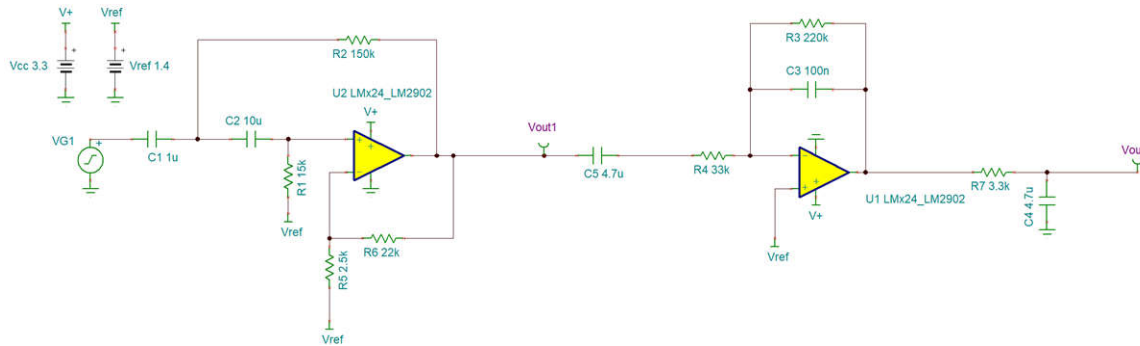 V+
Vref
Vcc 3.3
Vref 1.4
R2 150k
R3 220k
C3 100n
U2 LMx24_LM2902
V+
C2 10u
VG1
C1 1u
R1 15k
Vref
R6 22k
R5 2.5k
Vref
Vout1
C5 4.7u
R4 33k
U1 LMx24_LM2902
V+
Vref
R7 3.3k
C4 4.7u
Vou